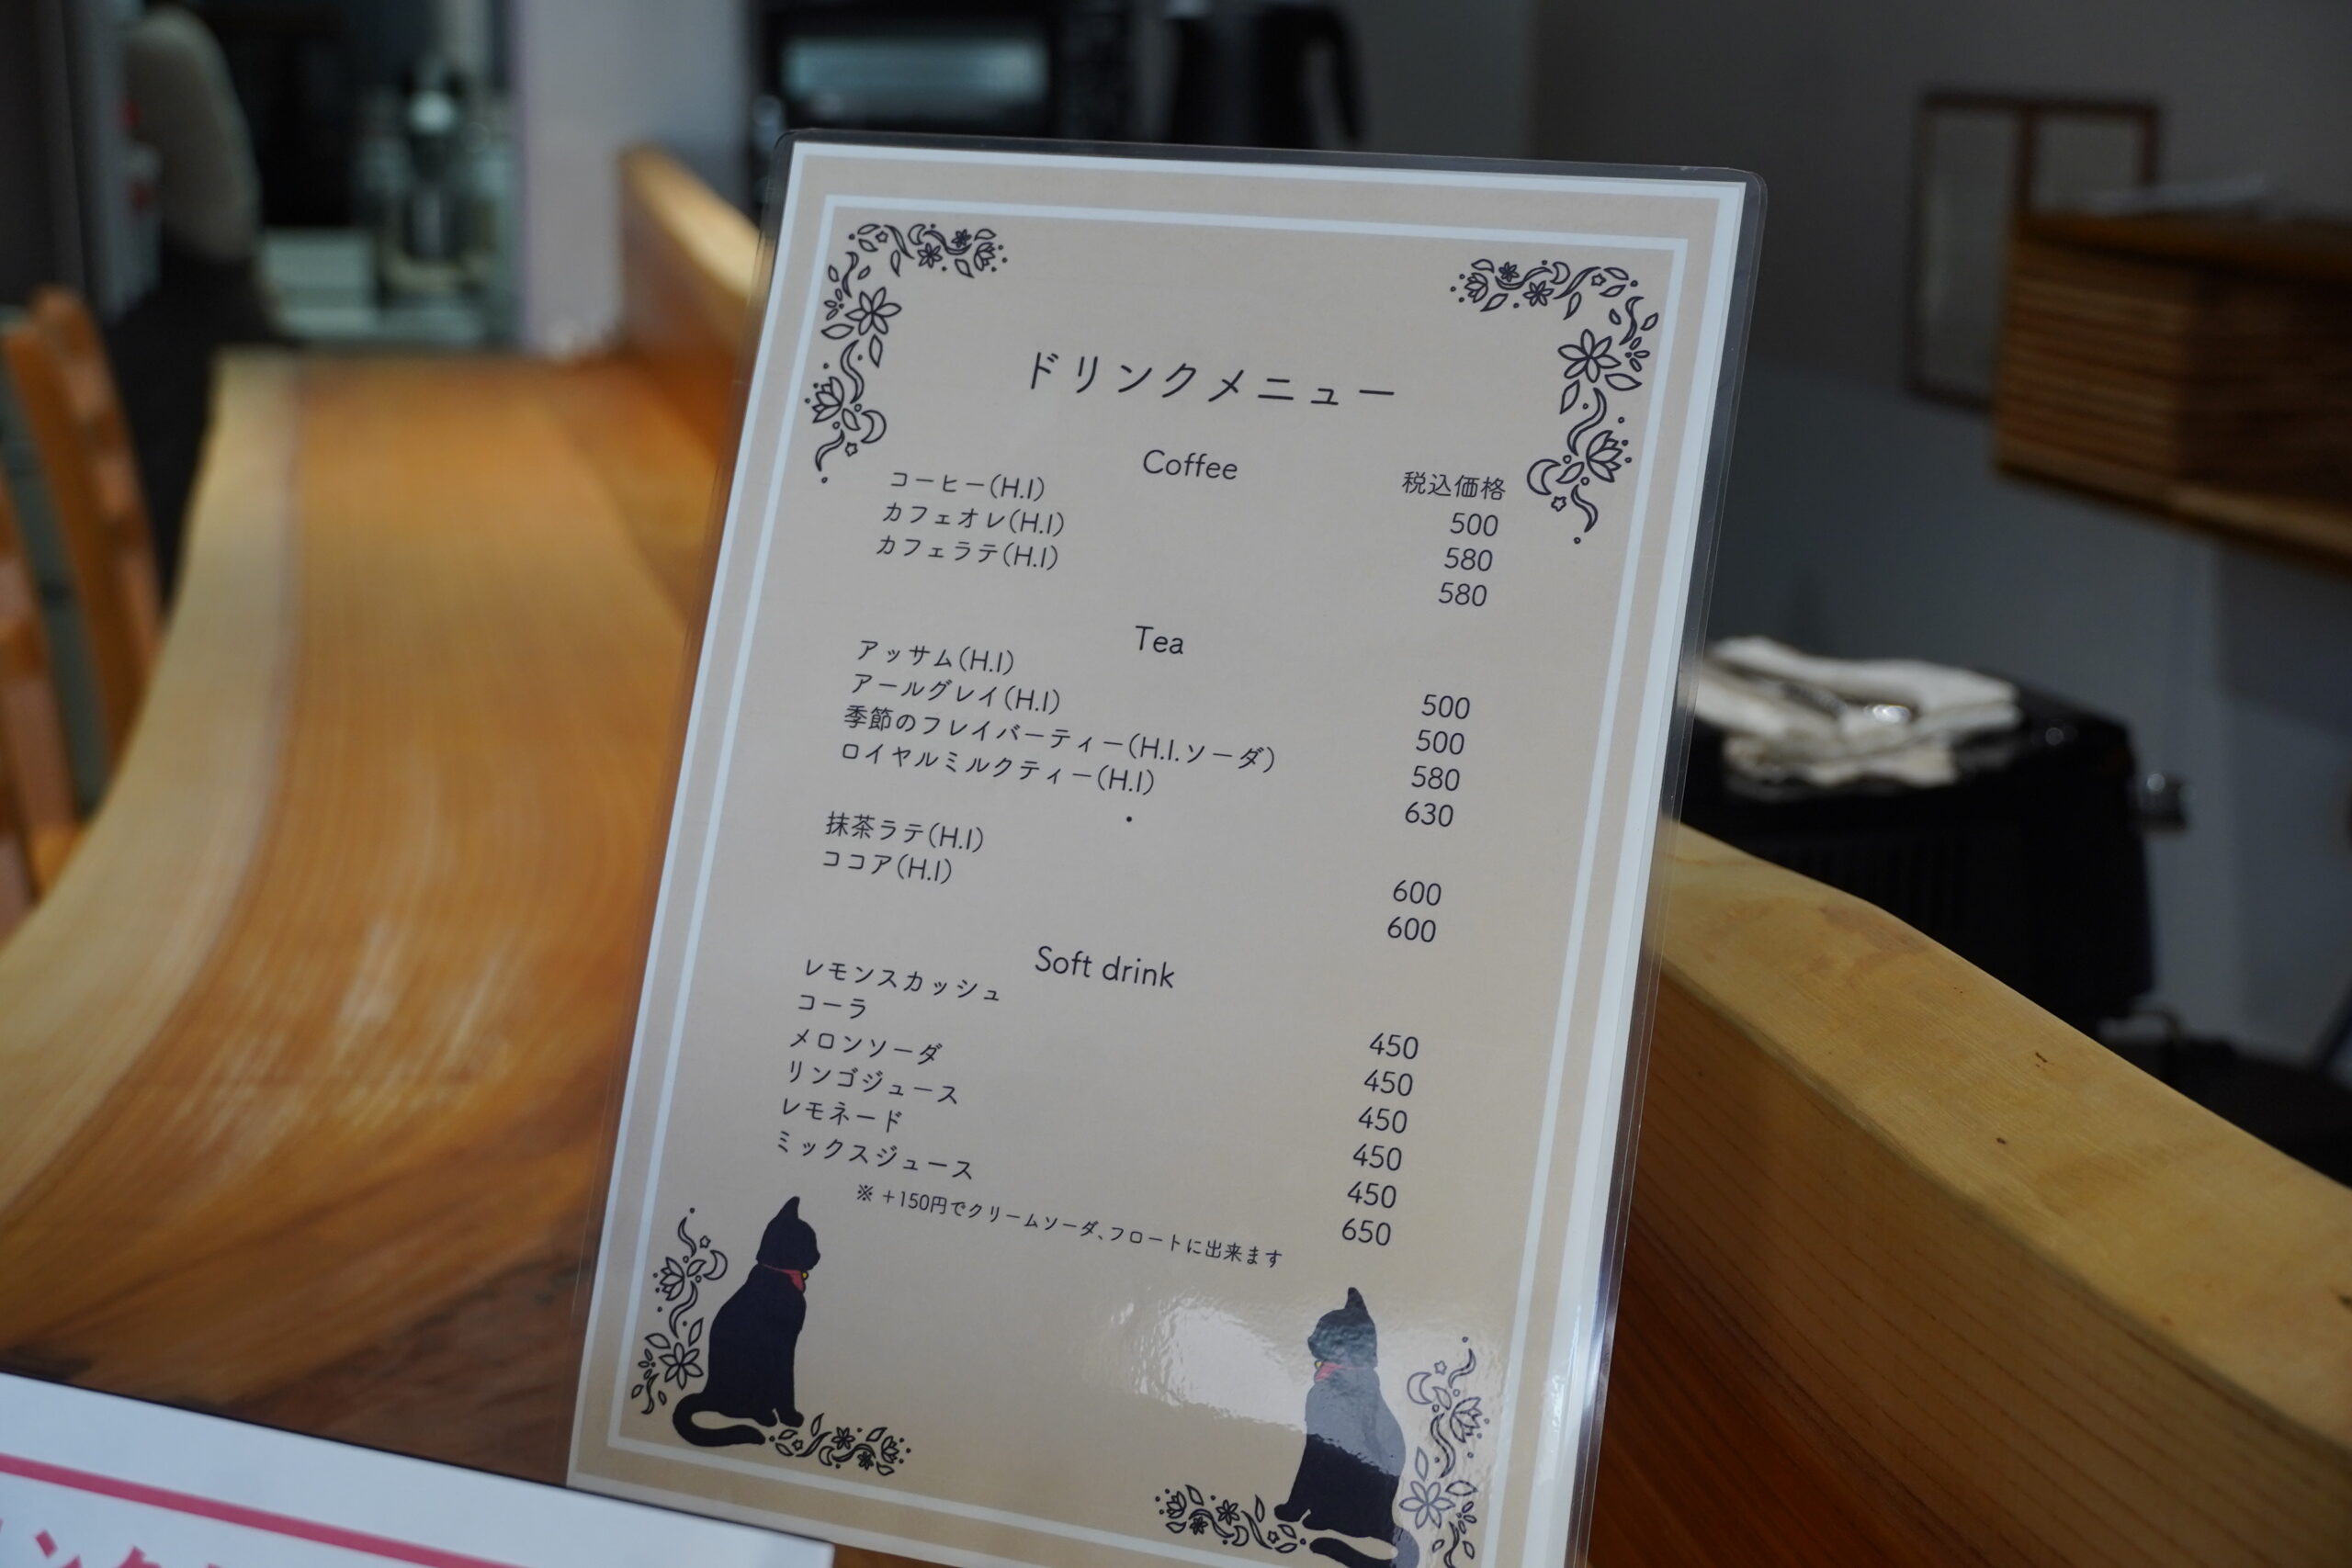 ドリンクメニュー
Coffee
税込価格
コーヒー(H.I) 500
カフェオレ(H.I) 580
カフェラテ(H.I) 580
Tea
アッサム(H.I) 500
アールグレイ(H.I) 500
季節のフレイバーティー(H.I.ソーダ) 580
ロイヤルミルクティー(H.I) 630
抹茶ラテ(H.I) 600
ココア(H.I) 600
Soft drink
レモンスカッシュ 450
コーラ 450
メロンソーダ 450
リンゴジュース 450
レモネード 450
ミックスジュース 650
※ +150円でクリームソーダ、フロートに出来ます